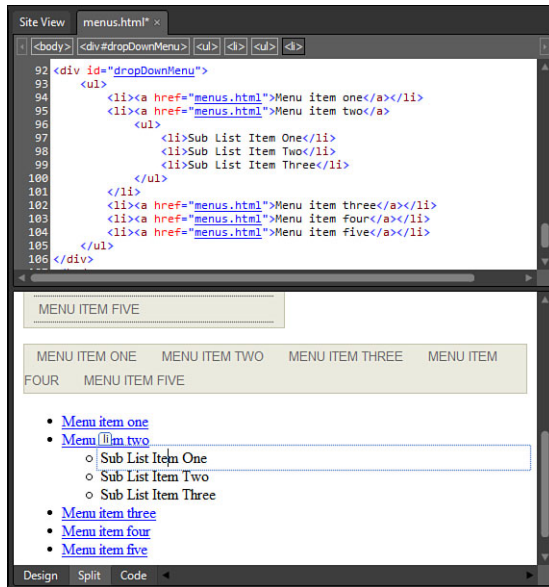 Site View menus.html* ×
<body> <div#dropDownMenu> <ul> <li> <ul> <li>
92 <div id="dropDownMenu">
93 <ul>
94 <li><a href="menus.html">Menu item one</a></li>
95 <li><a href="menus.html">Menu item two</a>
96 <ul>
97 <li>Sub List Item One</li>
98 <li>Sub List Item Two</li>
99 <li>Sub List Item Three</li>
100 </ul>
101 </li>
102 <li><a href="menus.html">Menu item three</a></li>
103 <li><a href="menus.html">Menu item four</a></li>
104 <li><a href="menus.html">Menu item five</a></li>
105 </ul>
106 </div>
MENU ITEM FIVE
MENU ITEM ONE MENU ITEM TWO MENU ITEM THREE MENU ITEM
FOUR MENU ITEM FIVE
• Menu item one
• Menu li m two
o Sub List Item One
o Sub List Item Two
o Sub List Item Three
• Menu item three
• Menu item four
• Menu item five
Design Split Code